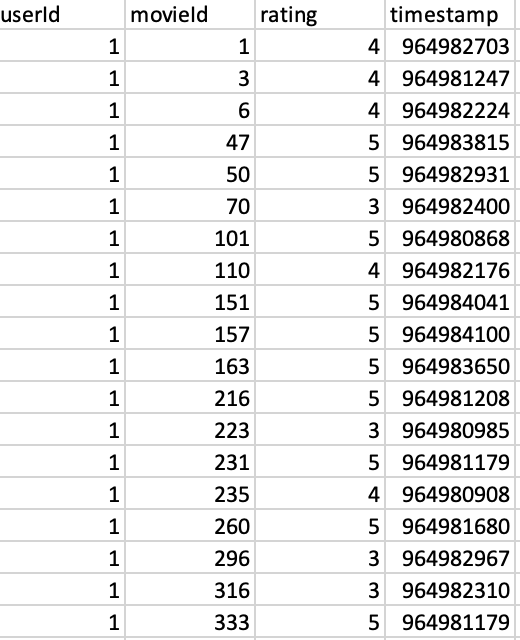 userId movieId rating timestamp
1 1 4 964982703
1 3 4 964981247
1 6 4 964982224
1 47 5 964983815
1 50 5 964982931
1 70 3 964982400
1 101 5 964980868
1 110 4 964982176
1 151 5 964984041
1 157 5 964984100
1 163 5 964983650
1 216 5 964981208
1 223 3 964980985
1 231 5 964981179
1 235 4 964980908
1 260 5 964981680
1 296 3 964982967
1 316 3 964982310
1 333 5 964981179